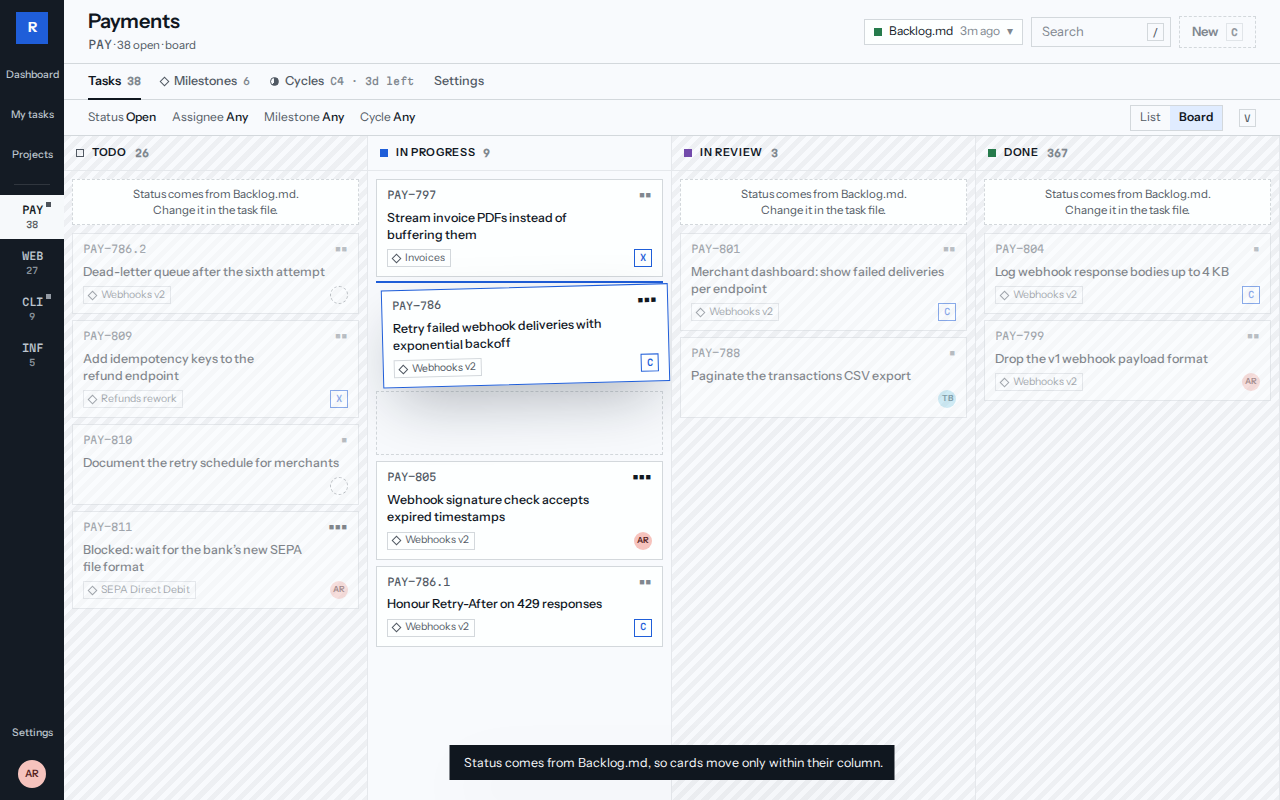 R
Dashboard
My tasks
Projects
PAY
38
WEB
27
CLI
9
INF
5
Settings
AR
Payments
PAY·38 open·board
Backlog.md 3m ago ▾
Search /
New C
Tasks 38
Milestones 6
Cycles C4 · 3d left
Settings
Status Open
Assignee Any
Milestone Any
Cycle Any
List
Board
V
TODO 26
Status comes from Backlog.md.
Change it in the task file.
PAY-786.2
Dead-letter queue after the sixth attempt
Webhooks v2
PAY-809
Add idempotency keys to the
refund endpoint
Refunds rework X
PAY-810
Document the retry schedule for merchants
PAY-811
Blocked: wait for the bank's new SEPA
file format
SEPA Direct Debit AR
IN PROGRESS 9
PAY-797
Stream invoice PDFs instead of
buffering them
Invoices X
PAY-786
Retry failed webhook deliveries with
exponential backoff
Webhooks v2 C
PAY-805
Webhook signature check accepts
expired timestamps
Webhooks v2 AR
PAY-786.1
Honour Retry-After on 429 responses
Webhooks v2 C
IN REVIEW 3
Status comes from Backlog.md.
Change it in the task file.
PAY-801
Merchant dashboard: show failed deliveries
per endpoint
Webhooks v2 C
PAY-788
Paginate the transactions CSV export
TB
DONE 367
Status comes from Backlog.md.
Change it in the task file.
PAY-804
Log webhook response bodies up to 4 KB
Webhooks v2 C
PAY-799
Drop the v1 webhook payload format
Webhooks v2 AR
Status comes from Backlog.md, so cards move only within their column.